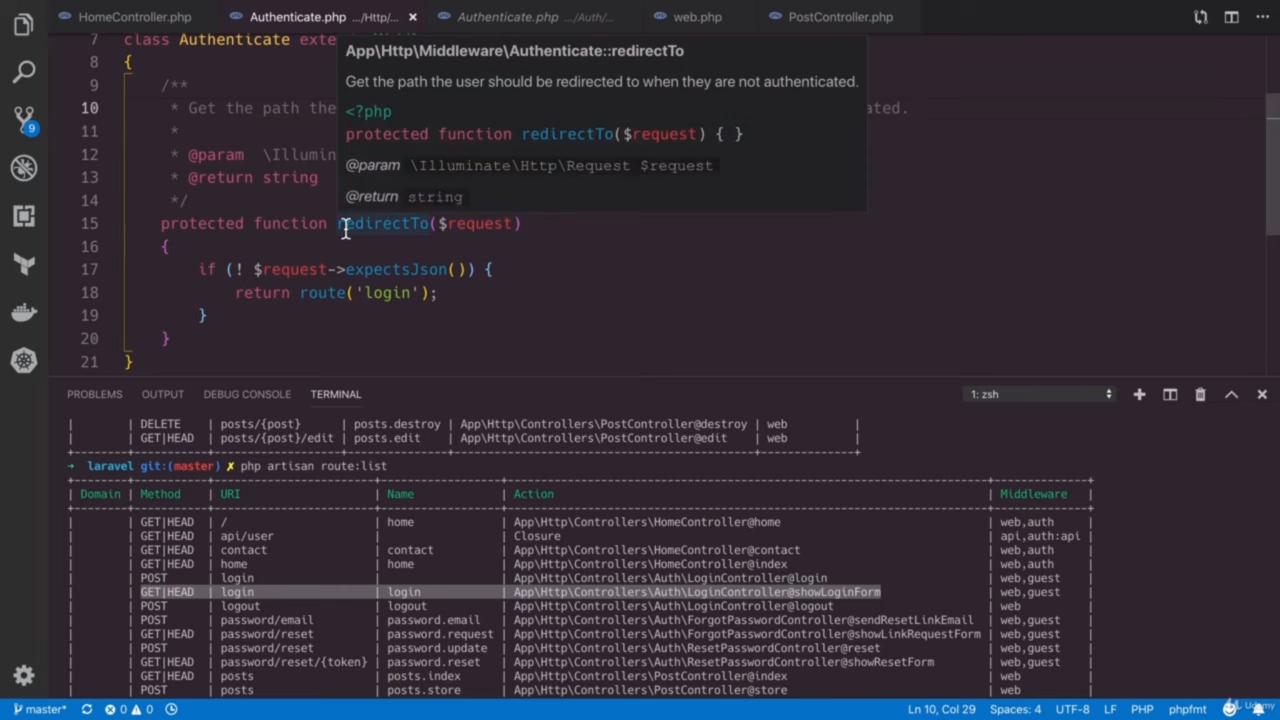 HomeController.php Authenticate.php .../Http/... Authenticate.php .../Auth/... web.php PostController.php
7 class Authenticate exte
8 {
9 /**
10 * Get the path the ated.
11 *
12 * @param \Illumin
13 * @return string
14 */
15 protected function redirectTo($request)
16 {
17 if (! $request->expectsJson()) {
18 return route('login');
19 }
20 }
21 }
App\Http\Middleware\Authenticate::redirectTo
Get the path the user should be redirected to when they are not authenticated.
<?php
protected function redirectTo($request) { }
@param \Illuminate\Http\Request $request
@return string
9
PROBLEMS OUTPUT DEBUG CONSOLE TERMINAL 1: zsh
| | DELETE | posts/{post} | posts.destroy | App\Http\Controllers\PostController@destroy | web |
| | GET|HEAD | posts/{post}/edit | posts.edit | App\Http\Controllers\PostController@edit | web |
→ laravel git:(master) ✗ php artisan route:list
| Domain | Method | URI | Name | Action | Middleware |
| | GET|HEAD | / | home | App\Http\Controllers\HomeController@home | web,auth |
| | GET|HEAD | api/user | | Closure | api,auth:api |
| | GET|HEAD | contact | contact | App\Http\Controllers\HomeController@contact | web,auth |
| | GET|HEAD | home | home | App\Http\Controllers\HomeController@index | web,auth |
| | POST | login | | App\Http\Controllers\Auth\LoginController@login | web,guest |
| | GET|HEAD | login | login | App\Http\Controllers\Auth\LoginController@showLoginForm | web,guest |
| | POST | logout | logout | App\Http\Controllers\Auth\LoginController@logout | web |
| | POST | password/email | password.email | App\Http\Controllers\Auth\ForgotPasswordController@sendResetLinkEmail | web,guest |
| | GET|HEAD | password/reset | password.request | App\Http\Controllers\Auth\ForgotPasswordController@showLinkRequestForm | web,guest |
| | POST | password/reset | password.update | App\Http\Controllers\Auth\ResetPasswordController@reset | web,guest |
| | GET|HEAD | password/reset/{token} | password.reset | App\Http\Controllers\Auth\ResetPasswordController@showResetForm | web,guest |
| | GET|HEAD | posts | posts.index | App\Http\Controllers\PostController@index | web |
| | POST | posts | posts.store | App\Http\Controllers\PostController@store | web |
master* 0 0 Ln 10, Col 29 Spaces: 4 UTF-8 LF PHP phpfmt
Udemy